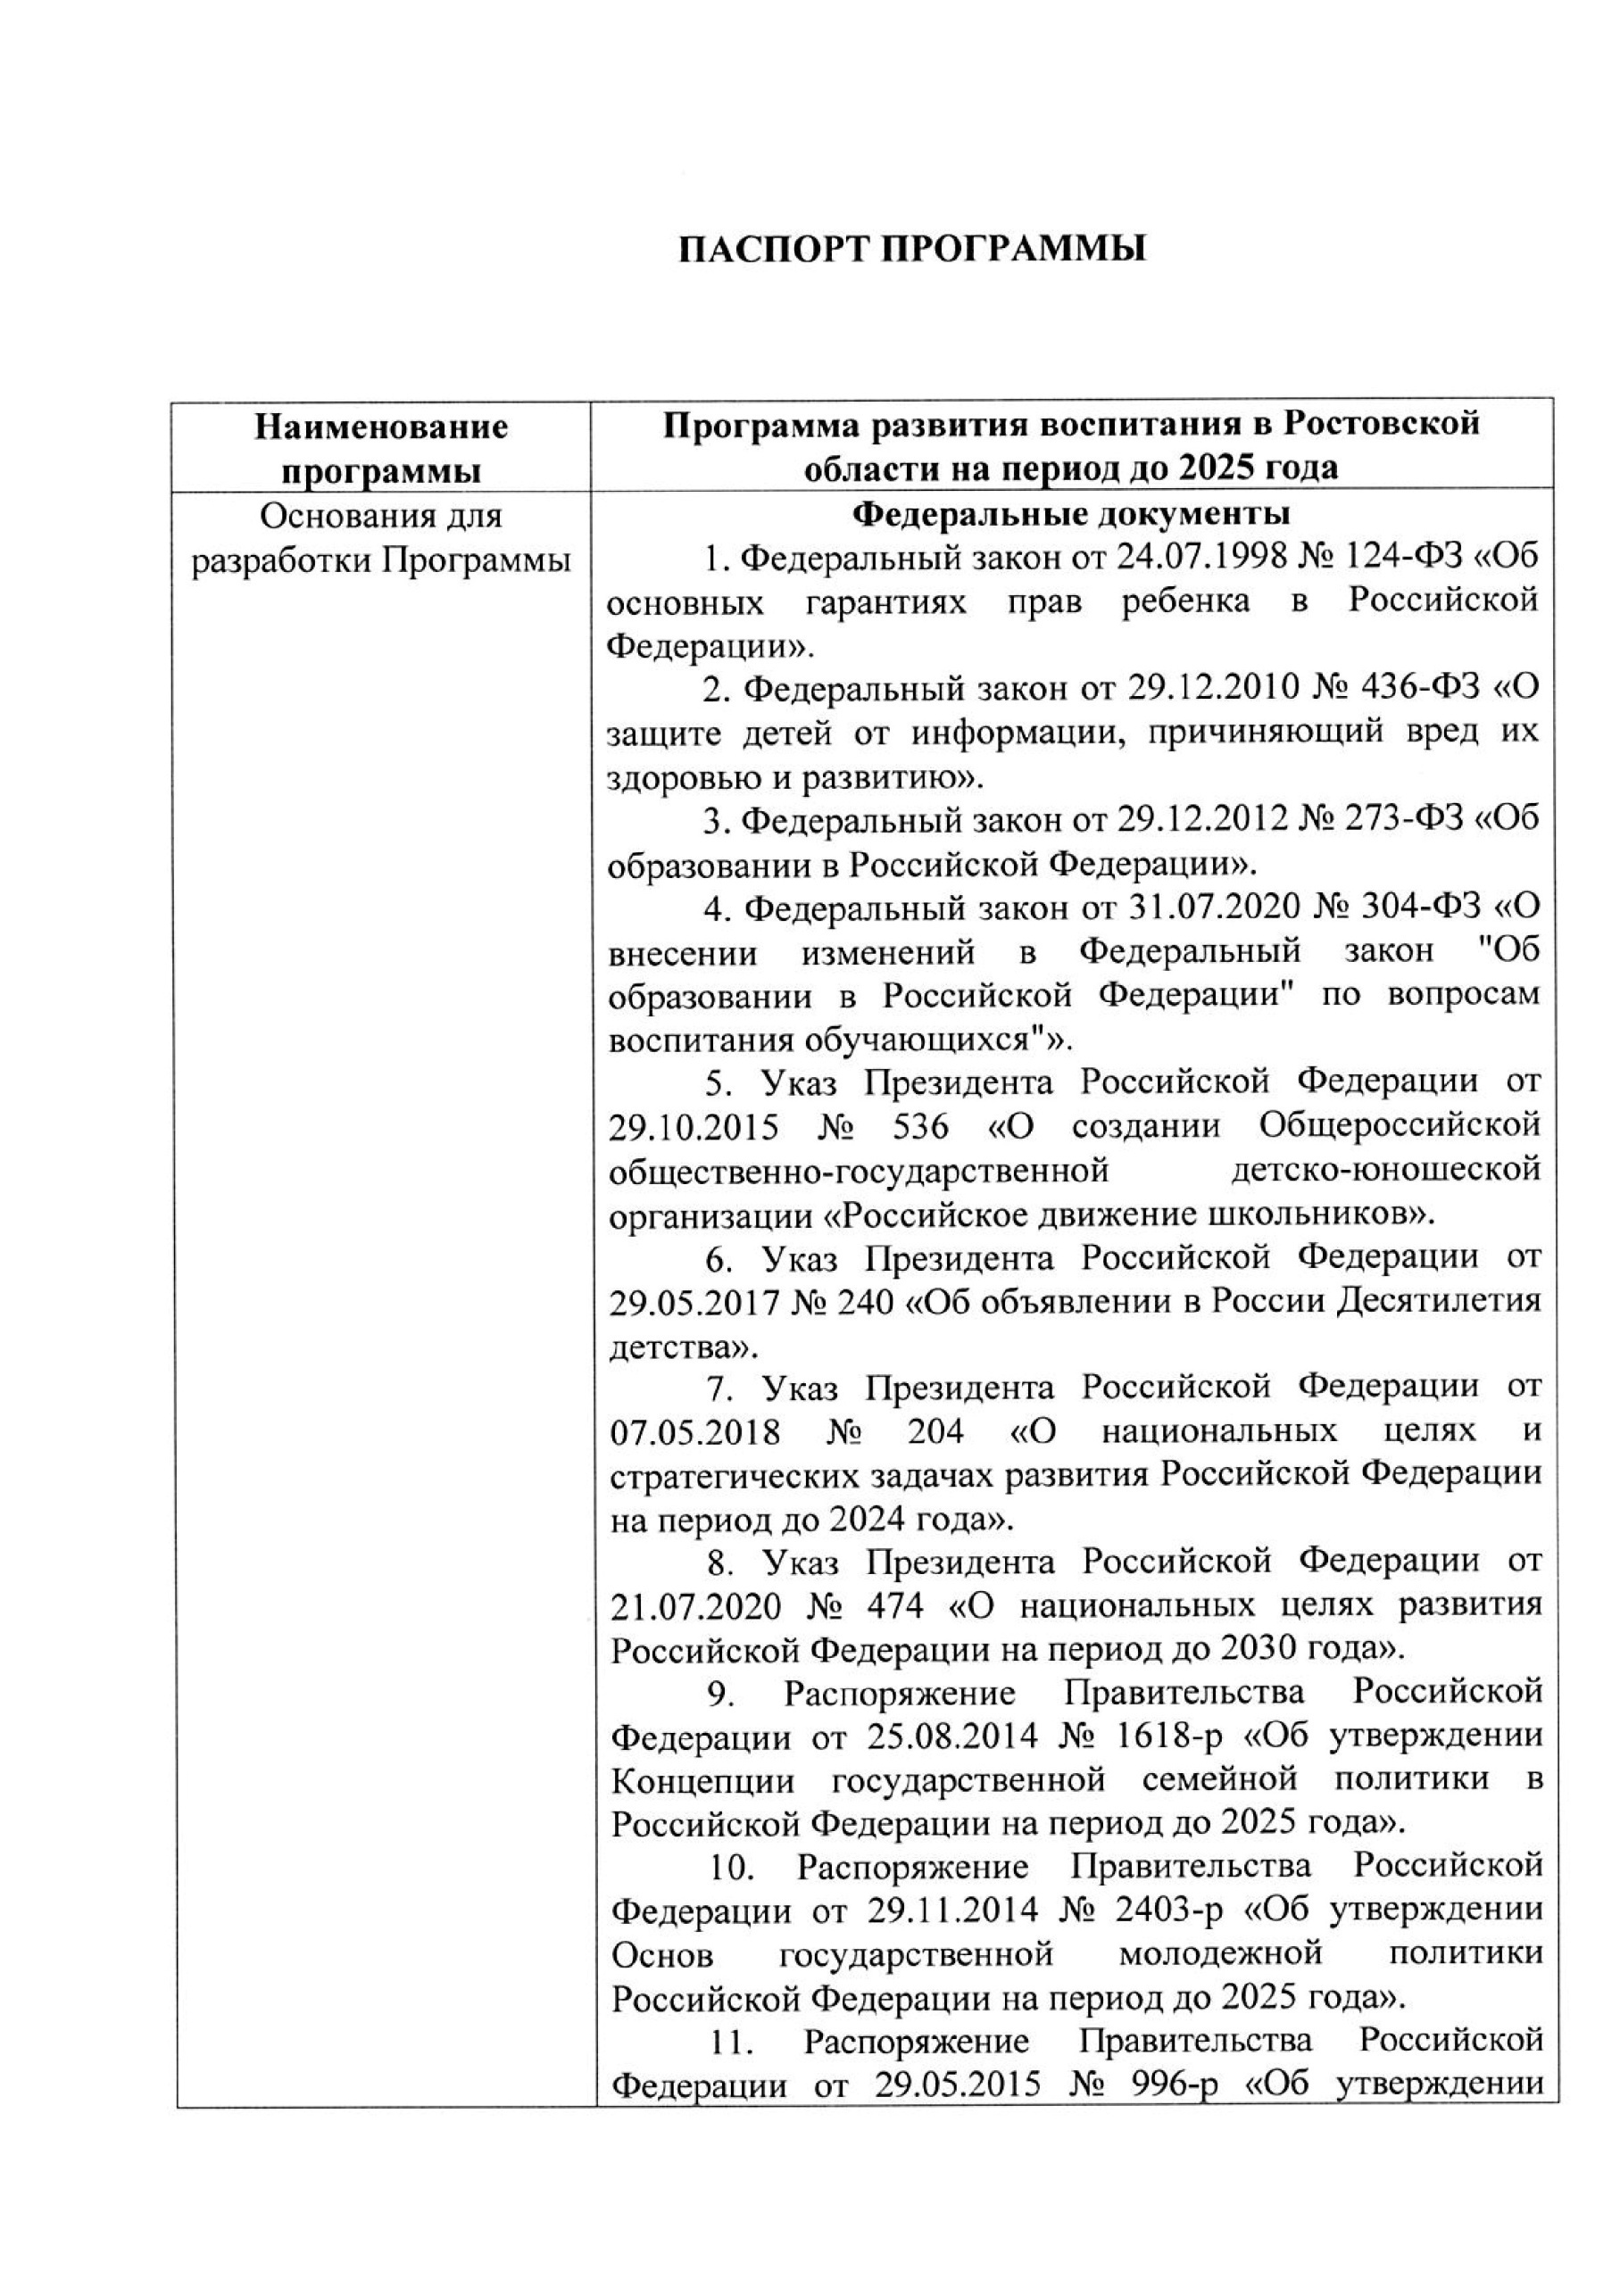 ПАСПОРТ ПРОГРАММЫ
Наименование
программы
Программа развития воспитания в Ростовской
области на период до 2025 года
Основания для
разработки Программы
Федеральные документы
1. Федеральный закон от 24.07.1998 № 124-ФЗ «Об
основных гарантиях прав ребенка в Российской
Федерации».
2. Федеральный закон от 29.12.2010 № 436-ФЗ «О
защите детей от информации, причиняющий вред их
здоровью и развитию».
3. Федеральный закон от 29.12.2012 № 273-ФЗ «Об
образовании в Российской Федерации».
4. Федеральный закон от 31.07.2020 № 304-ФЗ «О
внесении изменений в Федеральный закон "Об
образовании в Российской Федерации" по вопросам
воспитания обучающихся"».
5. Указ Президента Российской Федерации от
29.10.2015 № 536 «О создании Общероссийской
общественно-государственной детско-юношеской
организации «Российское движение школьников».
6. Указ Президента Российской Федерации от
29.05.2017 № 240 «Об объявлении в России Десятилетия
детства».
7. Указ Президента Российской Федерации от
07.05.2018 № 204 «О национальных целях и
стратегических задачах развития Российской Федерации
на период до 2024 года».
8. Указ Президента Российской Федерации от
21.07.2020 № 474 «О национальных целях развития
Российской Федерации на период до 2030 года».
9. Распоряжение Правительства Российской
Федерации от 25.08.2014 № 1618-р «Об утверждении
Концепции государственной семейной политики в
Российской Федерации на период до 2025 года».
10. Распоряжение Правительства Российской
Федерации от 29.11.2014 № 2403-р «Об утверждении
Основ государственной молодежной политики
Российской Федерации на период до 2025 года».
11. Распоряжение Правительства Российской
Федерации от 29.05.2015 № 996-р «Об утверждении